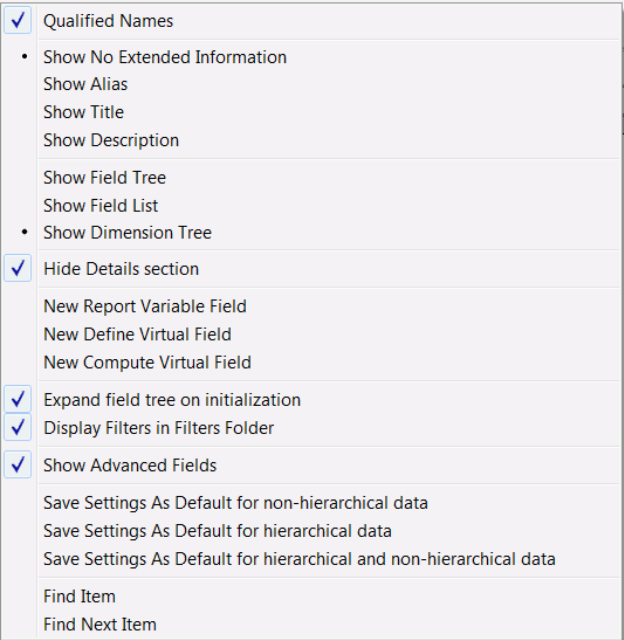 Qualified Names
Show No Extended Information
Show Alias
Show Title
Show Description
Show Field Tree
Show Field List
Show Dimension Tree
Hide Details section
New Report Variable Field
New Define Virtual Field
New Compute Virtual Field
Expand field tree on initialization
Display Filters in Filters Folder
Show Advanced Fields
Save Settings As Default for non-hierarchical data
Save Settings As Default for hierarchical data
Save Settings As Default for hierarchical and non-hierarchical data
Find Item
Find Next Item